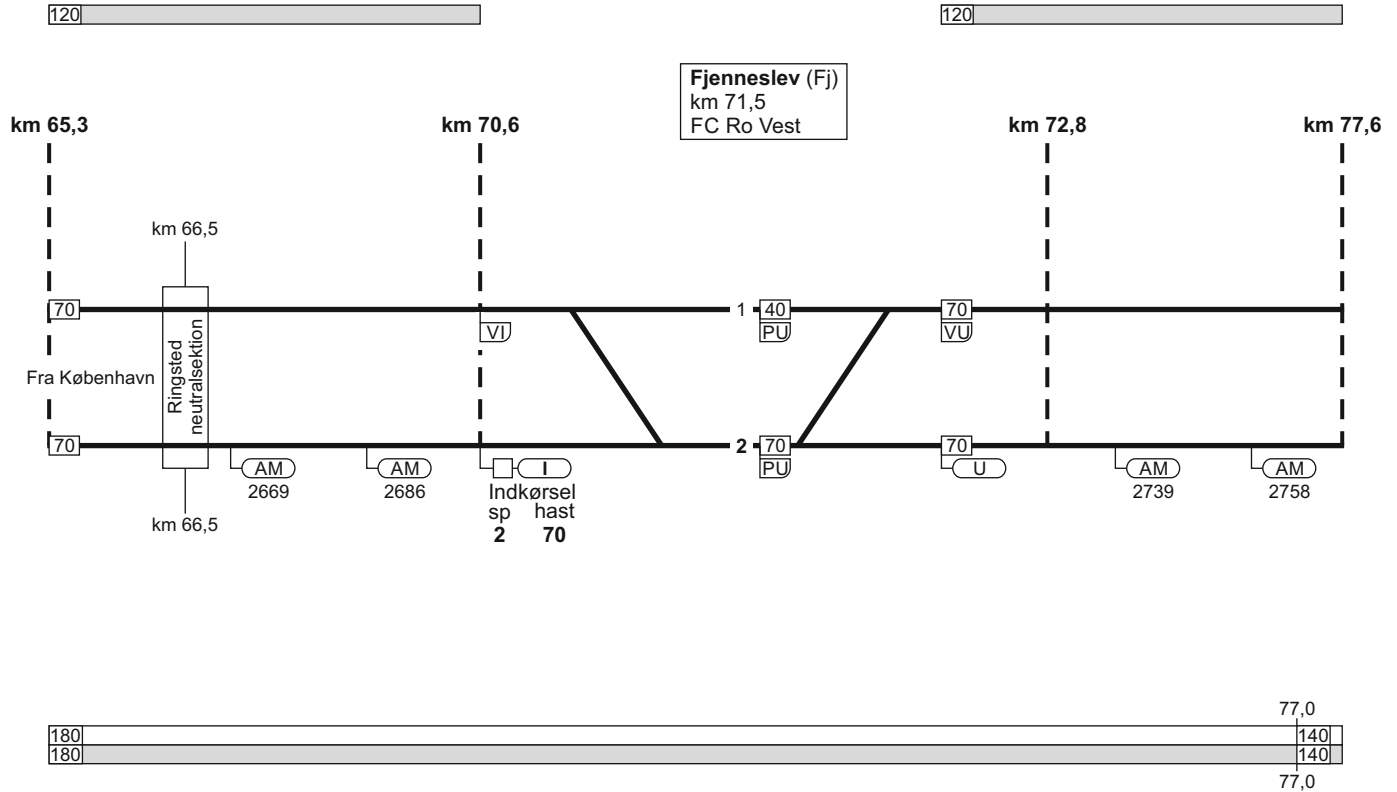 120
120
Fjenneslev (Fj)
km 71,5
FC Ro Vest
km 65,3
km 70,6
km 72,8
km 77,6
km 66,5
70
1
40
70
VI
PU
VU
Fra København
Ringsted
neutralsektion
70
2
70
70
AM
2669
AM
2686
I
PU
U
AM
2739
AM
2758
Indkørsel
sp hast
2 70
km 66,5
77,0
180
140
180
140
77,0